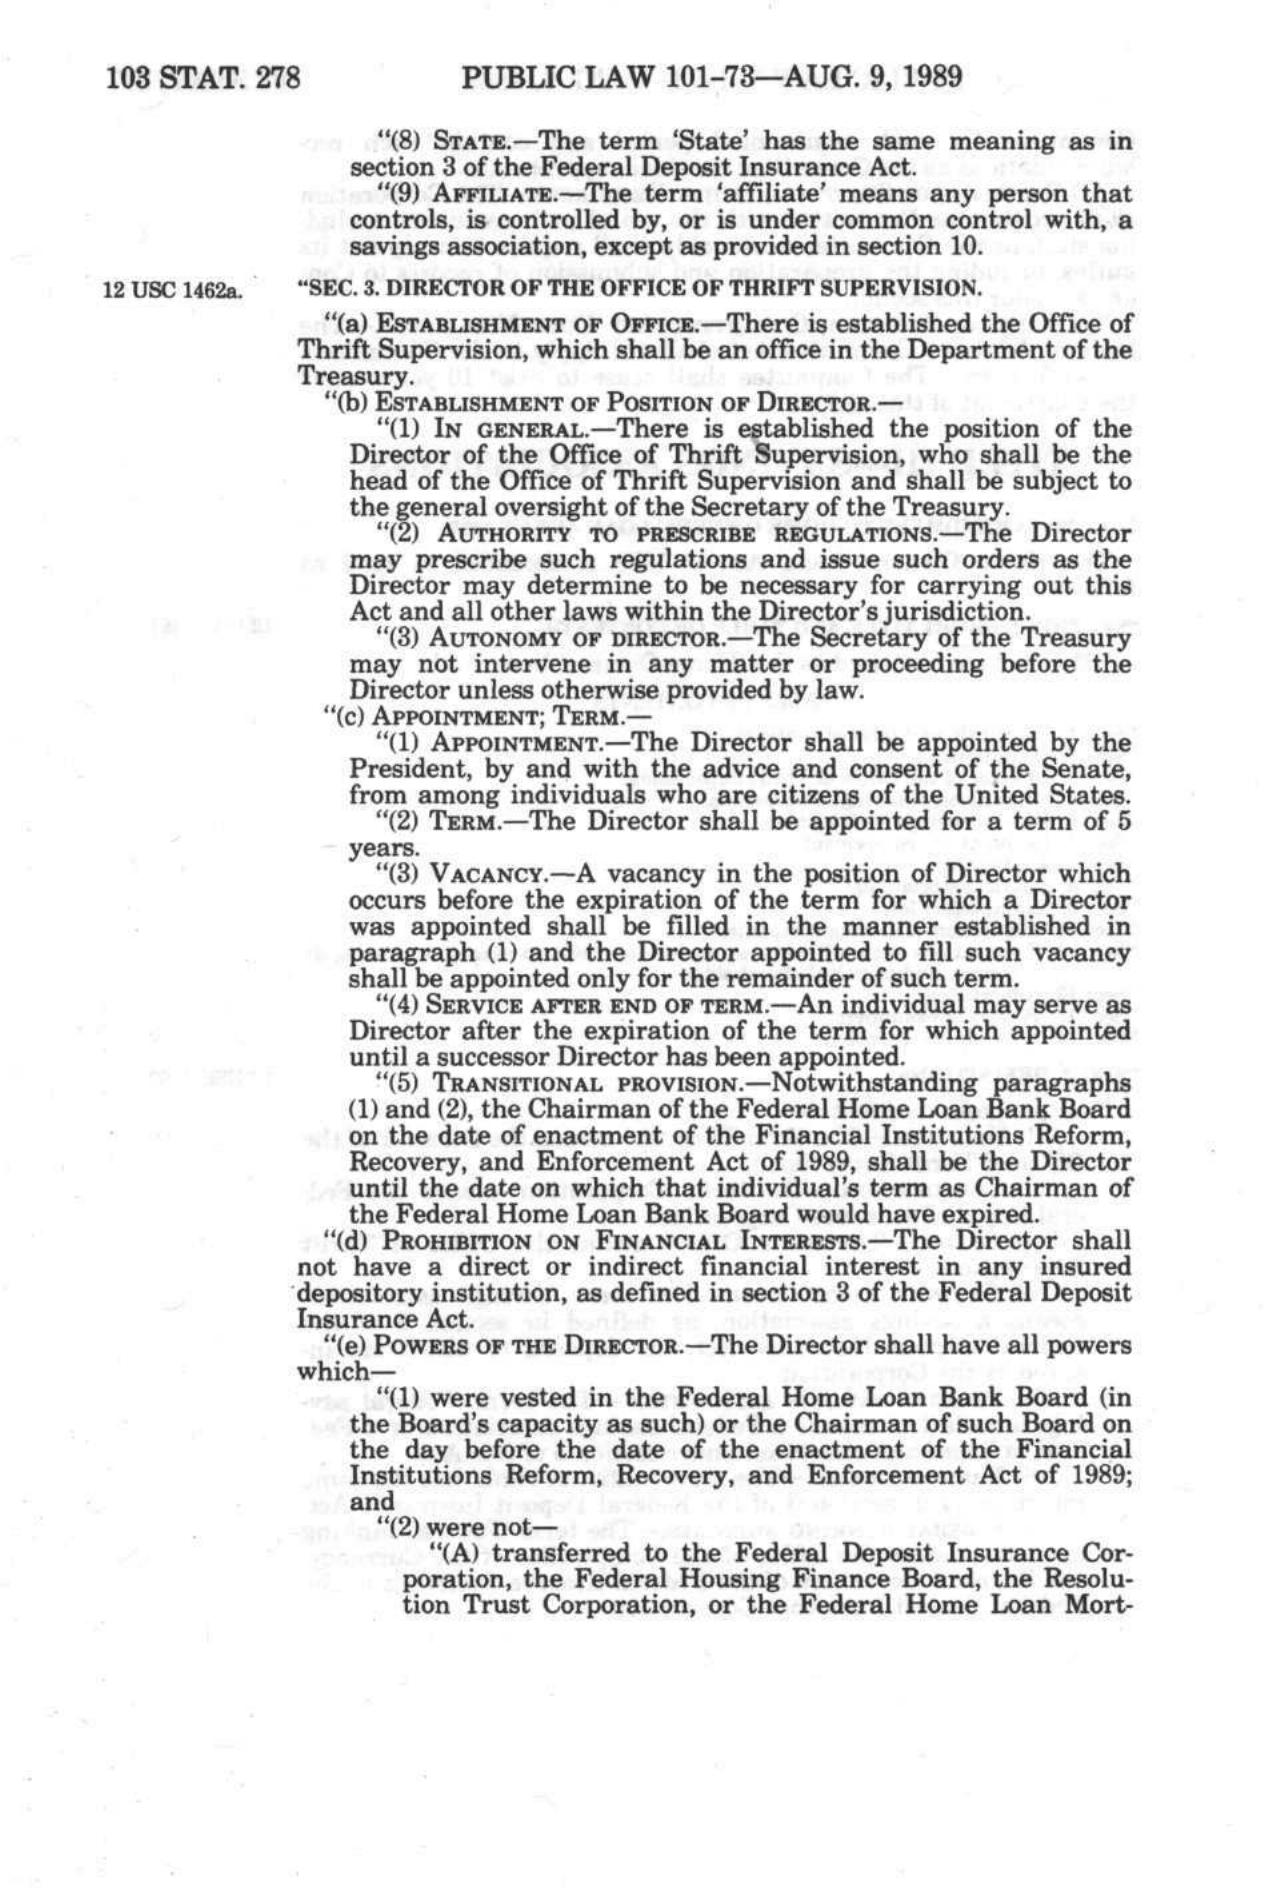 103 STAT. 278 PUBLIC LAW 101-73—AUG. 9, 1989
“(8) STATE.—The term ‘State’ has the same meaning as in
section 3 of the Federal Deposit Insurance Act.
“(9) AFFILIATE.—The term ‘affiliate’ means any person that
controls, is controlled by, or is under common control with, a
savings association, except as provided in section 10.
12 USC 1462a. “SEC. 3. DIRECTOR OF THE OFFICE OF THRIFT SUPERVISION.
“(a) ESTABLISHMENT OF OFFICE.—There is established the Office of
Thrift Supervision, which shall be an office in the Department of the
Treasury.
“(b) ESTABLISHMENT OF POSITION OF DIRECTOR.—
“(1) IN GENERAL.—There is established the position of the
Director of the Office of Thrift Supervision, who shall be the
head of the Office of Thrift Supervision and shall be subject to
the general oversight of the Secretary of the Treasury.
“(2) AUTHORITY TO PRESCRIBE REGULATIONS.—The Director
may prescribe such regulations and issue such orders as the
Director may determine to be necessary for carrying out this
Act and all other laws within the Director's jurisdiction.
“(3) AUTONOMY OF DIRECTOR.—The Secretary of the Treasury
may not intervene in any matter or proceeding before the
Director unless otherwise provided by law.
“(c) APPOINTMENT; TERM.—
“(1) APPOINTMENT.—The Director shall be appointed by the
President, by and with the advice and consent of the Senate,
from among individuals who are citizens of the United States.
“(2) TERM.—The Director shall be appointed for a term of 5
years.
“(3) VACANCY.—A vacancy in the position of Director which
occurs before the expiration of the term for which a Director
was appointed shall be filled in the manner established in
paragraph (1) and the Director appointed to fill such vacancy
shall be appointed only for the remainder of such term.
“(4) SERVICE AFTER END OF TERM.—An individual may serve as
Director after the expiration of the term for which appointed
until a successor Director has been appointed.
“(5) TRANSITIONAL PROVISION.—Notwithstanding paragraphs
(1) and (2), the Chairman of the Federal Home Loan Bank Board
on the date of enactment of the Financial Institutions Reform,
Recovery, and Enforcement Act of 1989, shall be the Director
until the date on which that individual's term as Chairman of
the Federal Home Loan Bank Board would have expired.
“(d) PROHIBITION ON FINANCIAL INTERESTS.—The Director shall
not have a direct or indirect financial interest in any insured
depository institution, as defined in section 3 of the Federal Deposit
Insurance Act.
“(e) POWERS OF THE DIRECTOR.—The Director shall have all powers
which—
“(1) were vested in the Federal Home Loan Bank Board (in
the Board's capacity as such) or the Chairman of such Board on
the day before the date of the enactment of the Financial
Institutions Reform, Recovery, and Enforcement Act of 1989;
and
“(2) were not—
“(A) transferred to the Federal Deposit Insurance Cor-
poration, the Federal Housing Finance Board, the Resolu-
tion Trust Corporation, or the Federal Home Loan Mort-